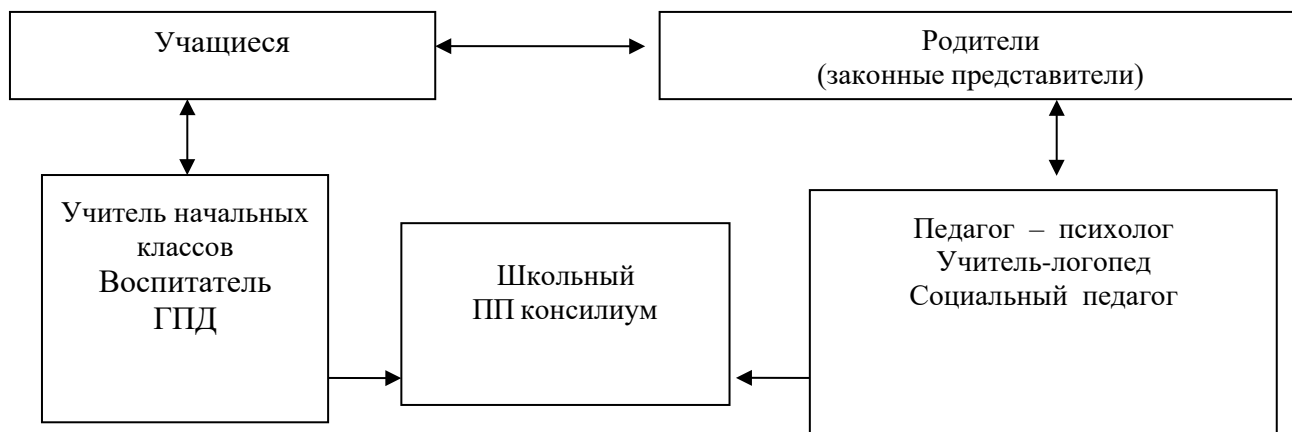 Учащиеся
Родители
(законные представители)
Учитель начальных
классов
Воспитатель
ГПД
Школьный
ПП консилиум
Педагог – психолог
Учитель-логопед
Социальный педагог